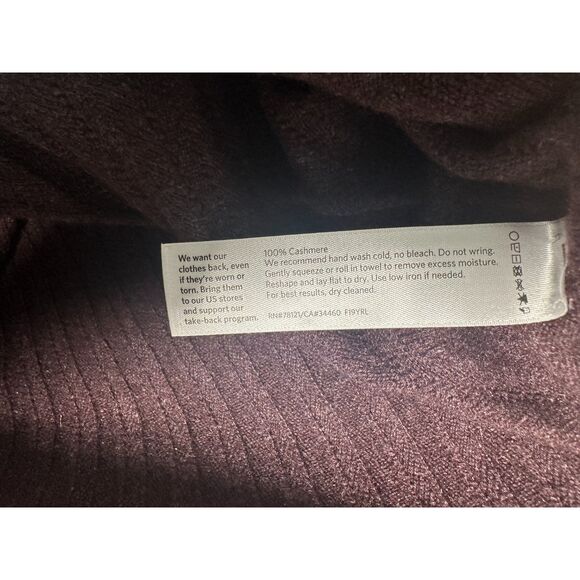 We want our
clothes back, even
if they're worn or
torn. Bring them
to our US stores
and support our
take-back program.
100% Cashmere
We recommend hand wash cold, no bleach. Do not wring.
Gently squeeze or roll in towel to remove excess moisture.
Reshape and lay flat to dry. Use low iron if needed.
For best results, dry cleaned.
RN#78121/CA#34460 F19YRL